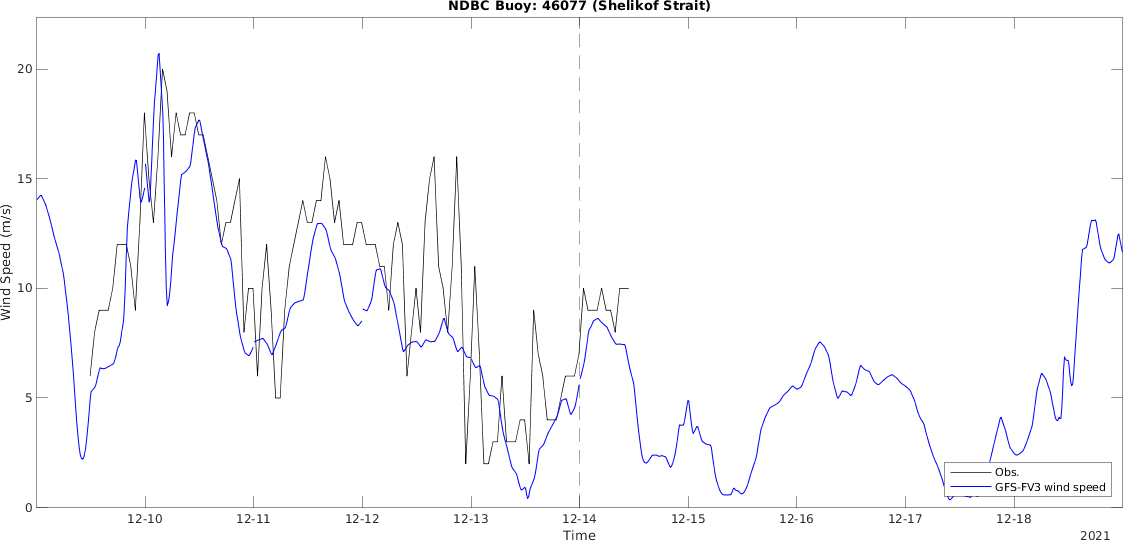 NDBC Buoy: 46077 (Shelikof Strait)
Wind Speed (m/s)
20
15
10
5
0
Obs.
GFS-FV3 wind speed
12-10 12-11 12-12 12-13 12-14 12-15 12-16 12-17 12-18
Time
2021